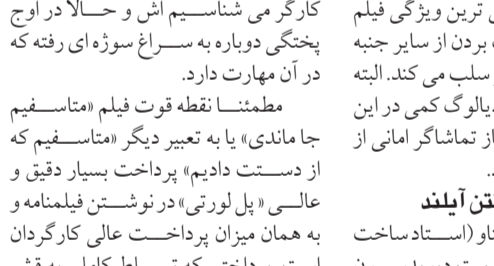 کارگر می شناسیم اش و حالا در اوج
پختگی دوباره به سراغ سوژه ای رفته که
در آن مهارت دارد.
مطمئنا نقطه قوت فیلم «متاسفیم
جا ماندی» یا به تعبیر دیگر «متاسفیم که
از دستت دادیم» پرداخت بسیار دقیق و
عالی «پل لورتی» در نوشتن فیلمنامه و
به همان میزان پرداخت عالی کارگردان
ترین ویژگی فیلم
بردن از سایر جنبه
سلب می کند. البته
دیالوگ کمی در این
از تماشاگر امانی از
آیلند
(استاد ساخت